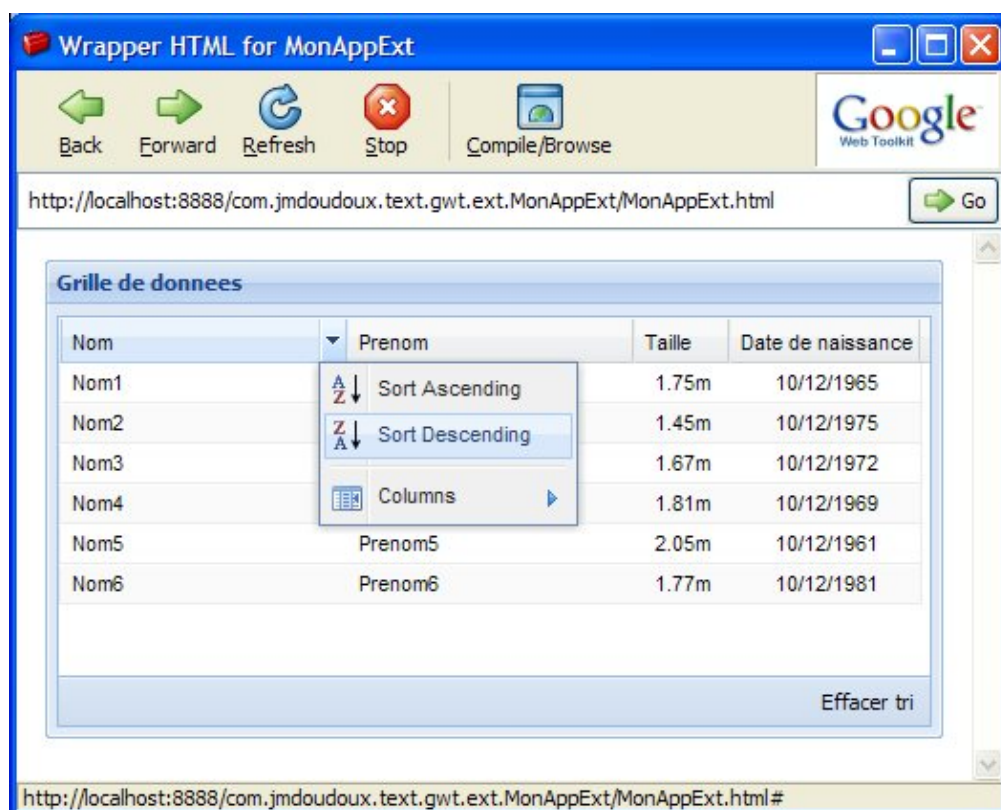 Wrapper HTML for MonAppExt
Back Forward Refresh Stop Compile/Browse
Google
Web Toolkit
http://localhost:8888/com.jmdoudoux.text.gwt.ext.MonAppExt/MonAppExt.html Go
Grille de donnees
Nom Prenom Taille Date de naissance
Nom1 1.75m 10/12/1965
Sort Ascending
Nom2 1.45m 10/12/1975
Sort Descending
Nom3 1.67m 10/12/1972
Columns
Nom4 1.81m 10/12/1969
Nom5 Prenom5 2.05m 10/12/1961
Nom6 Prenom6 1.77m 10/12/1981
Effacer tri
http://localhost:8888/com.jmdoudoux.text.gwt.ext.MonAppExt/MonAppExt.html#